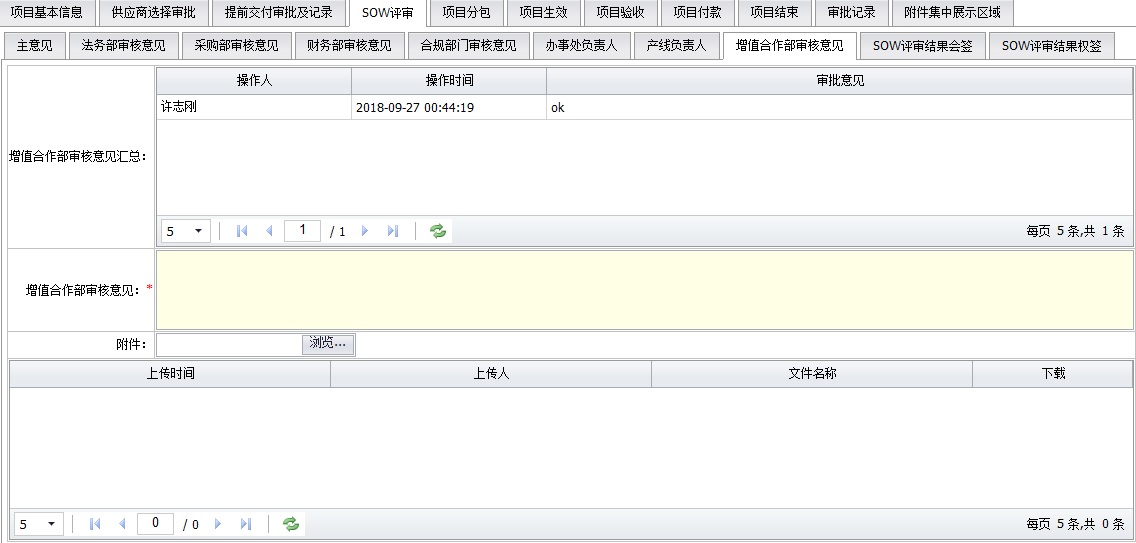 项目基本信息 供应商选择审批 提前交付审批及记录 SOW评审 项目分包 项目生效 项目验收 项目付款 项目结束 审批记录 附件集中展示区域
主意见 法务部审核意见 采购部审核意见 财务部审核意见 合规部门审核意见 办事处负责人 产线负责人 增值合作部审核意见 SOW评审结果会签 SOW评审结果权签
操作人 操作时间 审批意见
许志刚 2018-09-27 00:44:19 ok
增值合作部审核意见汇总：
5 1 / 1 每页 5 条,共 1 条
增值合作部审核意见：*
附件： 浏览...
上传时间 上传人 文件名称 下载
5 0 / 0 每页 5 条,共 0 条